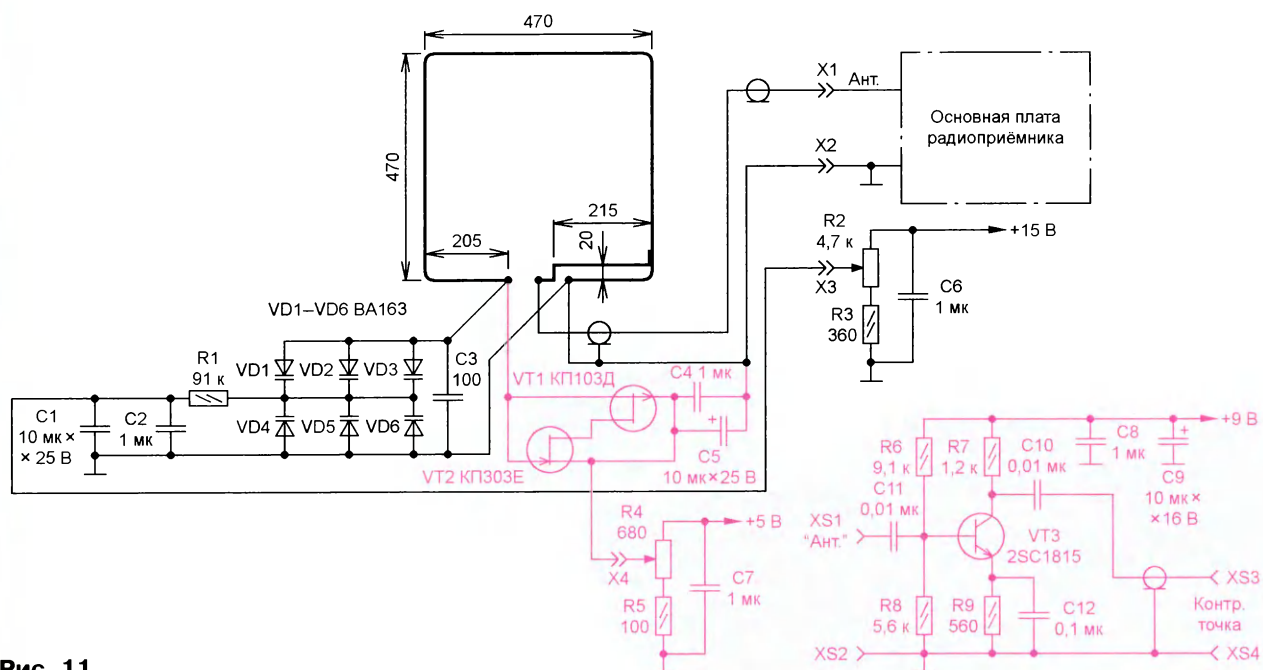 470
470
205
215
20
X1
Ант.
X2
Основная плата
радиоприёмника
R2
4,7 к
+15 В
X3
R3
360
C6
1 мк
VD1–VD6 BA163
R1
91 к
VD1
VD2
VD3
C3
100
C1
10 мк ×
× 25 В
C2
1 мк
VD4
VD5
VD6
VT1 КП103Д
C4 1 мк
+
C5
10 мк×25 В
VT2 КП303Е
R4
680
+5 В
X4
R5
100
C7
1 мк
+9 В
R6
9,1 к
R7
1,2 к
C10
0,01 мк
C8
1 мк
+
C9
10 мк×
×16 В
C11
0,01 мк
XS1
"Ант."
VT3
2SC1815
XS3
R8
5,6 к
R9
560
C12
0,1 мк
Контр.
точка
XS2
XS4
Рис. 11